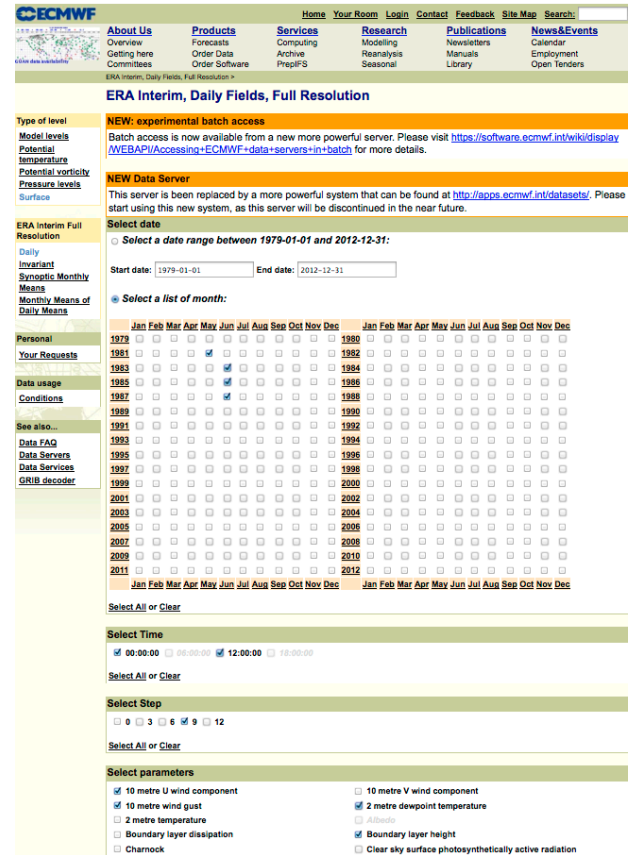 ECMWF
Home Your Room Login Contact Feedback Site Map Search:
About Us Products Services Research Publications News&Events
Overview Forecasts Computing Modelling Newsletters Calendar
Getting here Order Data Archive Reanalysis Manuals Employment
Committees Order Software PrepIFS Seasonal Library Open Tenders
ERA Interim, Daily Fields, Full Resolution »
ERA Interim, Daily Fields, Full Resolution
Type of level
Model levels
Potential
temperature
Potential vorticity
Pressure levels
Surface
ERA Interim Full
Resolution
Daily
Invariant
Synoptic Monthly
Means
Monthly Means of
Daily Means
Personal
Your Requests
Data usage
Conditions
See also...
Data FAQ
Data Servers
Data Services
GRIB decoder
NEW: experimental batch access
Batch access is now available from a new more powerful server. Please visit https://software.ecmwf.int/wiki/display
/WEBAPI/Accessing+ECMWF+data+servers+in+batch for more details.
NEW Data Server
This server is been replaced by a more powerful system that can be found at http://apps.ecmwf.int/datasets/. Please
start using this new system, as this server will be discontinued in the near future.
Select date
Select a date range between 1979-01-01 and 2012-12-31:
Start date: 1979-01-01 End date: 2012-12-31
Select a list of month:
Jan Feb Mar Apr May Jun Jul Aug Sep Oct Nov Dec Jan Feb Mar Apr May Jun Jul Aug Sep Oct Nov Dec
1979 1980
1981 1982
1983 1984
1985 1986
1987 1988
1989 1990
1991 1992
1993 1994
1995 1996
1997 1998
1999 2000
2001 2002
2003 2004
2005 2006
2007 2008
2009 2010
2011 2012
Jan Feb Mar Apr May Jun Jul Aug Sep Oct Nov Dec Jan Feb Mar Apr May Jun Jul Aug Sep Oct Nov Dec
Select All or Clear
Select Time
00:00:00 06:00:00 12:00:00 18:00:00
Select All or Clear
Select Step
0 3 6 9 12
Select All or Clear
Select parameters
10 metre U wind component 10 metre V wind component
10 metre wind gust 2 metre dewpoint temperature
2 metre temperature Albedo
Boundary layer dissipation Boundary layer height
Charnock Clear sky surface photosynthetically active radiation